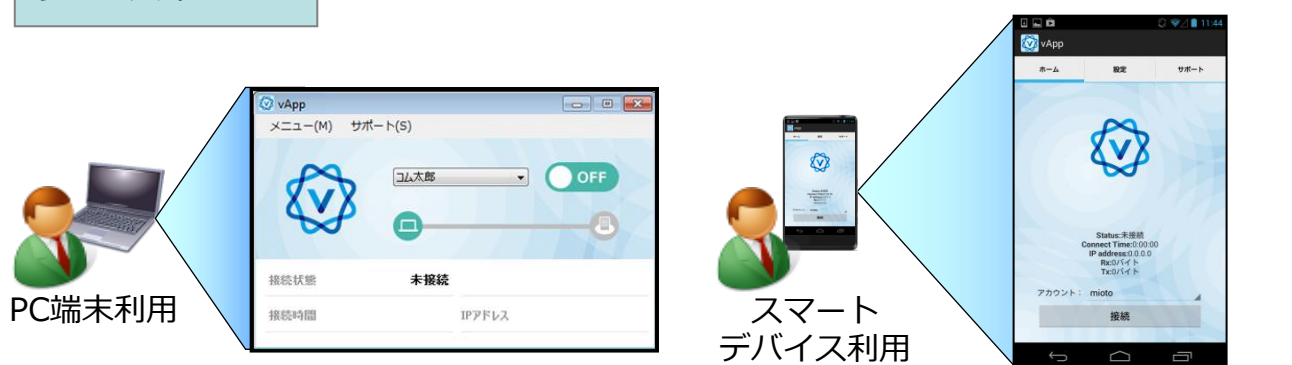 vApp
メニュー(M) サポート(S)
コム太郎
OFF
接続状態 未接続
接続時間 IPアドレス
PC端末利用
スマート
デバイス利用
11:44
vApp
ホーム 設定 サポート
Status:未接続
Connect Time:0:00:00
IP address:0.0.0.0
Rx:0バイト
Tx:0バイト
アカウント： mioto
接続